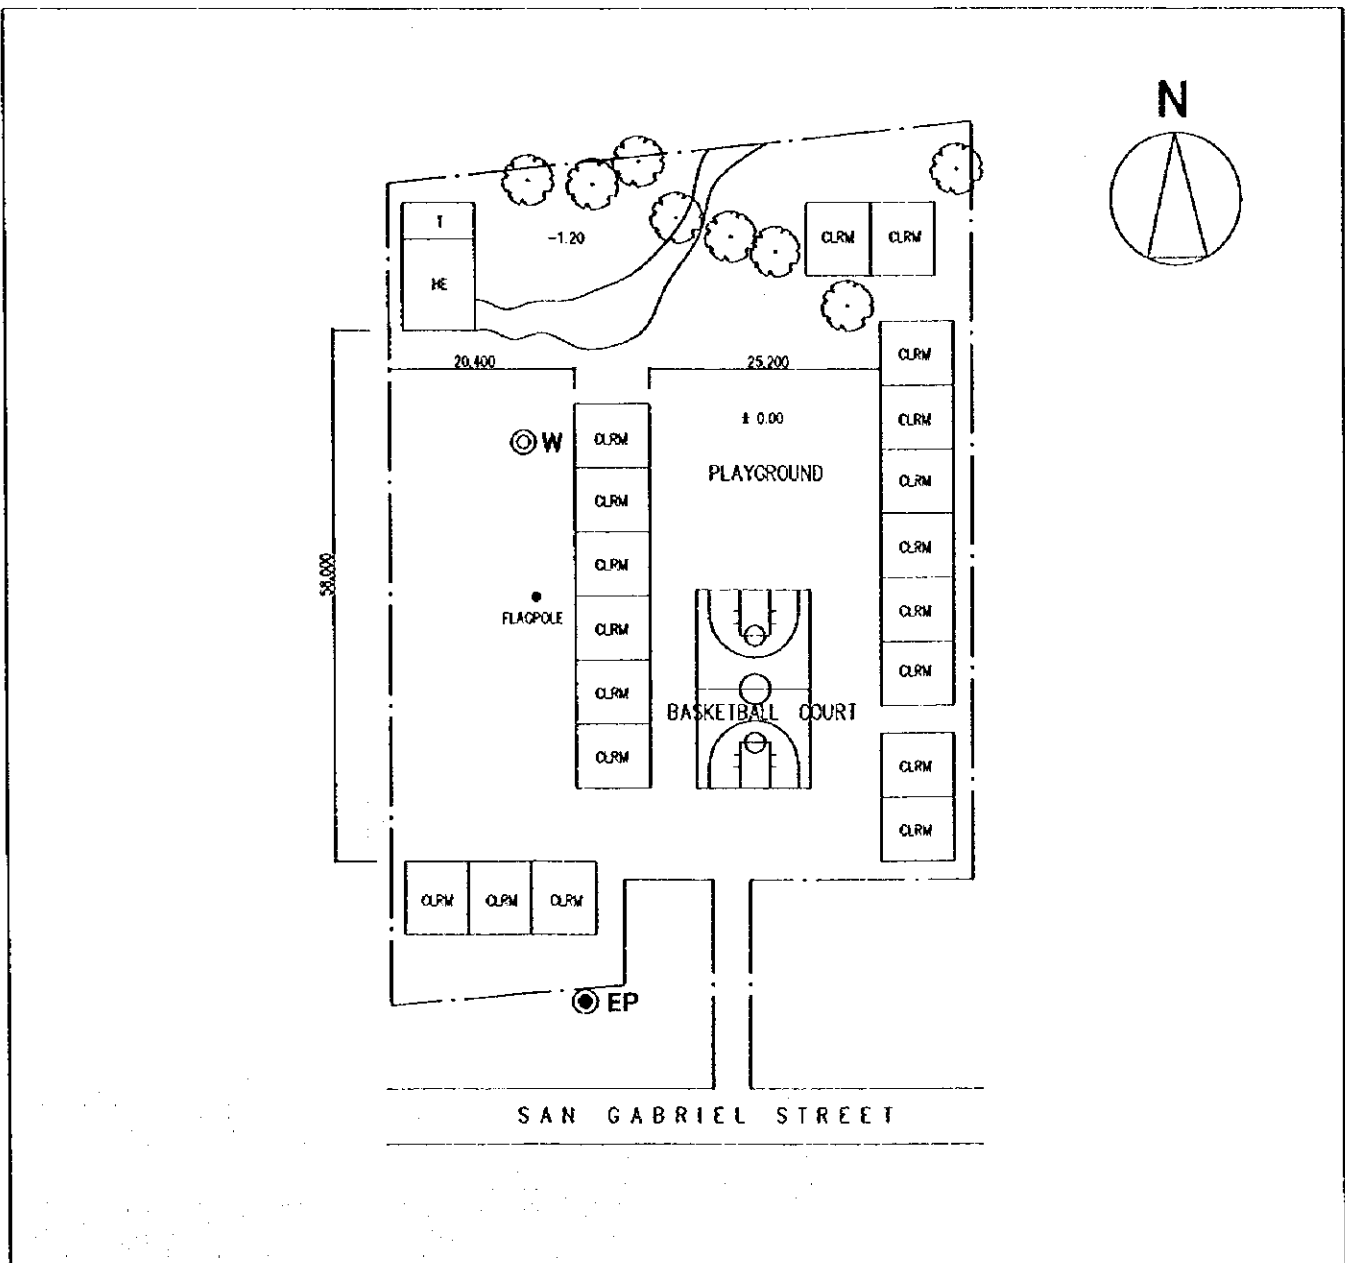 N
T
-1.20
CLRM CLRM
HE
CLRM
20,400
25,200
CLRM
± 0.00
W
CLRM
PLAYGROUND
CLRM
CLRM
58,000
CLRM
CLRM
FLAGPOLE
CLRM
CLRM
CLRM
CLRM
BASKETBALL COURT
CLRM
CLRM
CLRM
CLRM CLRM CLRM
EP
SAN GABRIEL STREET